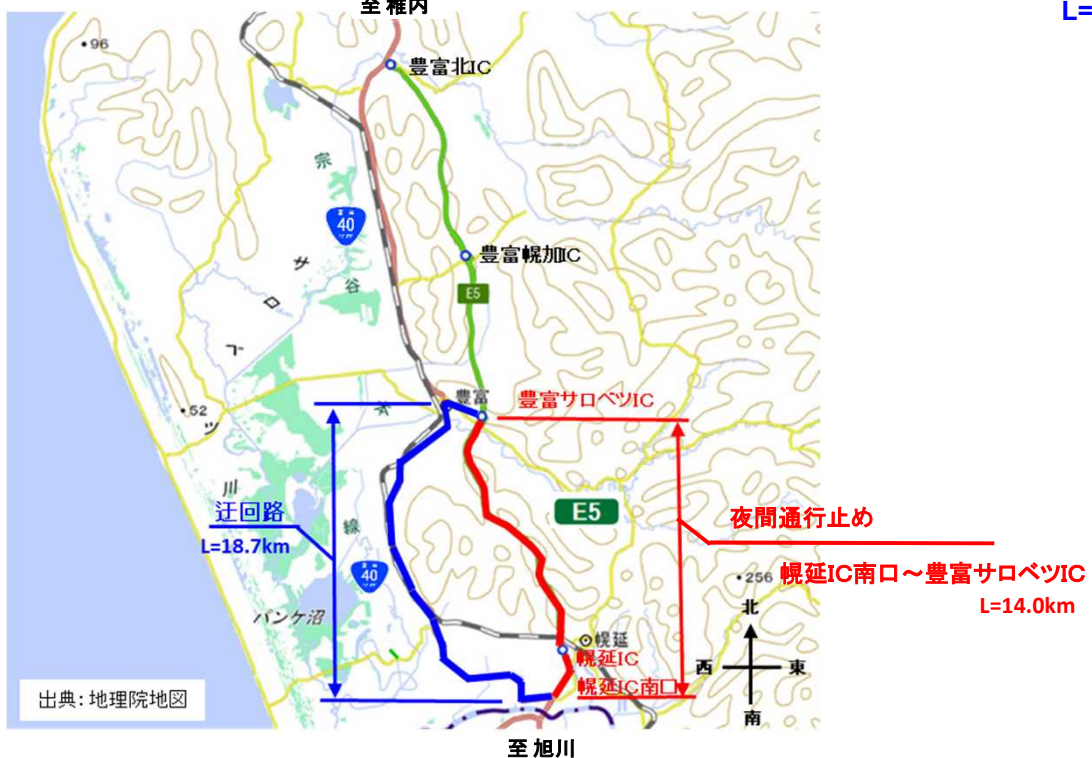 至 稚内
L=
96
豊富北IC
宗
40
サ
谷
豊富幌加IC
ロ
E5
ベ
豊富
豊富サロベツIC
本
52
ツ
川
迂回路
L=18.7km
線
E5
夜間通行止め
40
256
幌延IC南口～豊富サロベツIC
L=14.0km
北
パンケ沼
幌延
幌延IC
西
東
幌延IC南口
出典：地理院地図
南
至 旭川